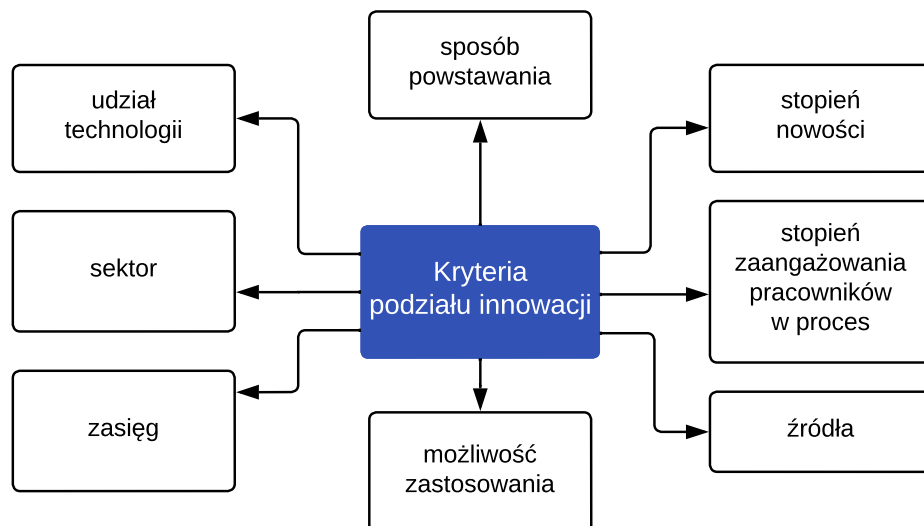 sposób
powstawania
udział
technologii
stopień
nowości
sektor
Kryteria
podziału innowacji
stopień
zaangażowania
pracowników
w proces
zasięg
możliwość
zastosowania
źródła